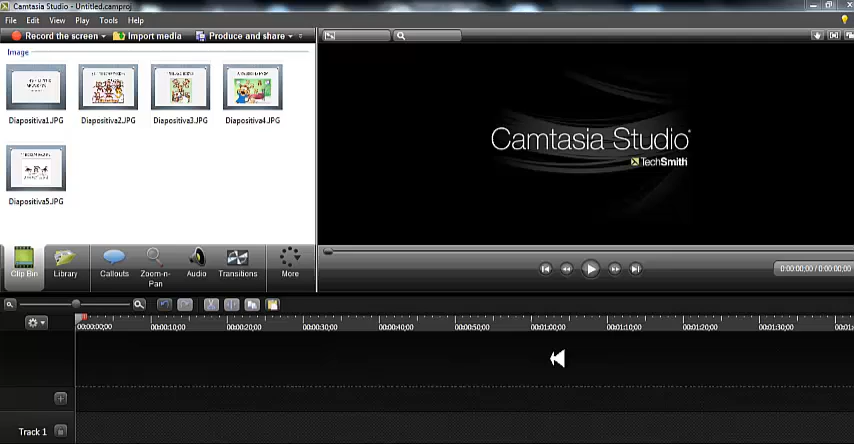 Camtasia Studio - Untitled.camproj
File Edit View Play Tools Help
Record the screen Import media Produce and share
Image
Diapositiva1.JPG Diapositiva2.JPG Diapositiva3.JPG Diapositiva4.JPG
Diapositiva5.JPG
Camtasia Studio®
TechSmith
Clip Bin Library Callouts Zoom-n-Pan Audio Transitions More
0:00:00;00 / 0:00:00;00
00:00:00;00 00:00:10;00 00:00:20;00 00:00:30;00 00:00:40;00 00:00:50;00 00:01:00;00 00:01:10;00 00:01:20;00 00:01:30;00
Track 1